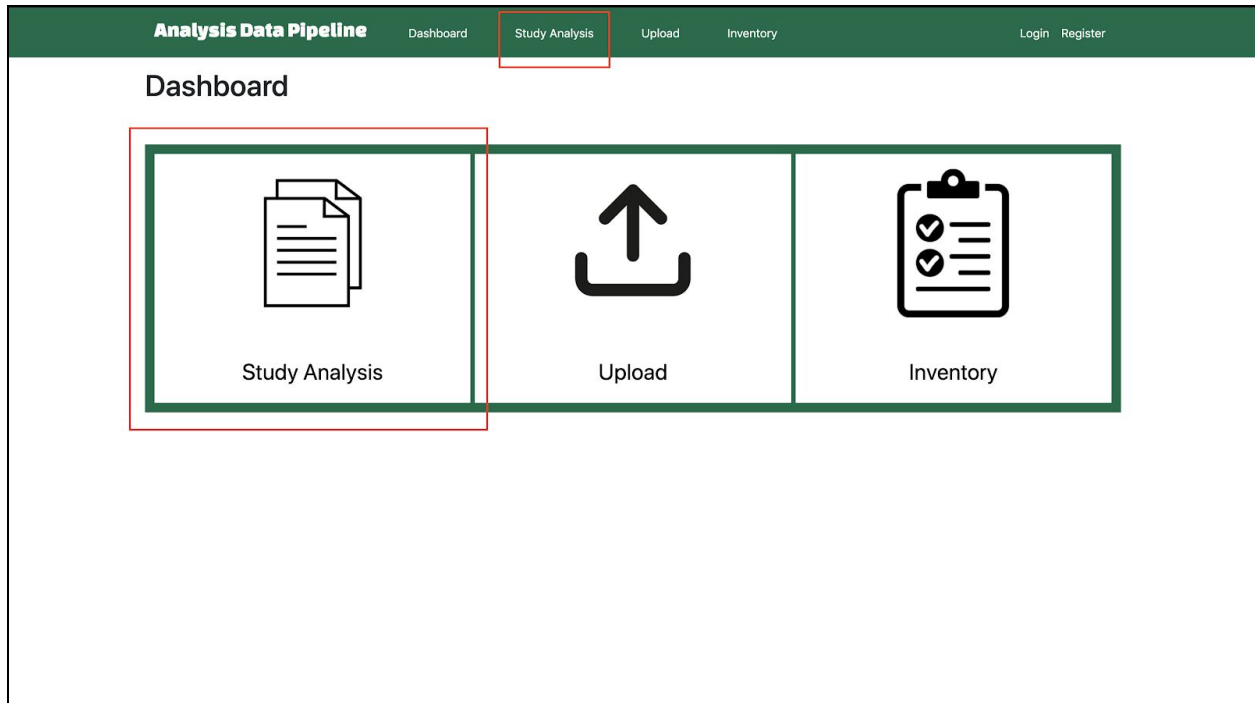 Analysis Data Pipeline Dashboard Study Analysis Upload Inventory Login Register
Dashboard
Study Analysis Upload Inventory